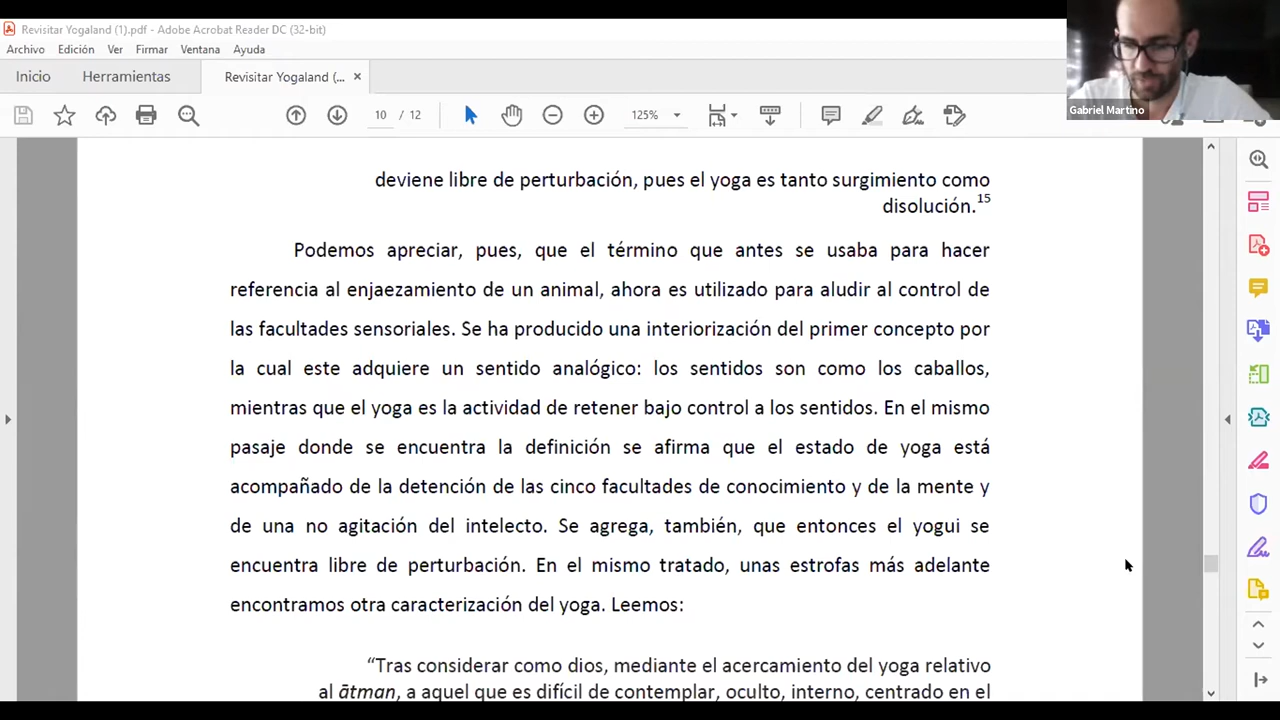 Revisitar Yogaland (1).pdf - Adobe Acrobat Reader DC (32-bit)
Archivo Edición Ver Firmar Ventana Ayuda
Inicio Herramientas Revisitar Yogaland (... ×
10 / 12 125%
Gabriel Martino
deviene libre de perturbación, pues el yoga es tanto surgimiento como
disolución.15
Podemos apreciar, pues, que el término que antes se usaba para hacer
referencia al enjaezamiento de un animal, ahora es utilizado para aludir al control de
las facultades sensoriales. Se ha producido una interiorización del primer concepto por
la cual este adquiere un sentido analógico: los sentidos son como los caballos,
mientras que el yoga es la actividad de retener bajo control a los sentidos. En el mismo
pasaje donde se encuentra la definición se afirma que el estado de yoga está
acompañado de la detención de las cinco facultades de conocimiento y de la mente y
de una no agitación del intelecto. Se agrega, también, que entonces el yogui se
encuentra libre de perturbación. En el mismo tratado, unas estrofas más adelante
encontramos otra caracterización del yoga. Leemos:
“Tras considerar como dios, mediante el acercamiento del yoga relativo
al ātman, a aquel que es difícil de contemplar, oculto, interno, centrado en el